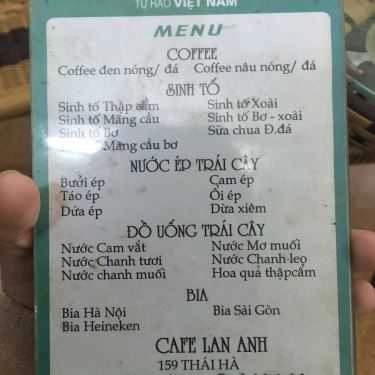 TỰ HÀO VIỆT NAM
MENU
COFFEE
Coffee đen nóng/ đá Coffee nâu nóng/ đá
SINH TỐ
Sinh tố Thập cẩm Sinh tố Xoài
Sinh tố Mãng cầu Sinh tố Bơ - xoài
Sinh tố Bơ Sữa chua Đ.đá
Mãng cầu bơ
NƯỚC ÉP TRÁI CÂY
Bưởi ép Cam ép
Táo ép Ổi ép
Dứa ép Dừa xiêm
ĐỒ UỐNG TRÁI CÂY
Nước Cam vắt Nước Mơ muối
Nước Chanh tươi Nước Chanh leo
Nước chanh muối Hoa quả thập cẩm
BIA
Bia Hà Nội Bia Sài Gòn
Bia Heineken
CAFE LAN ANH
159 THÁI HÀ